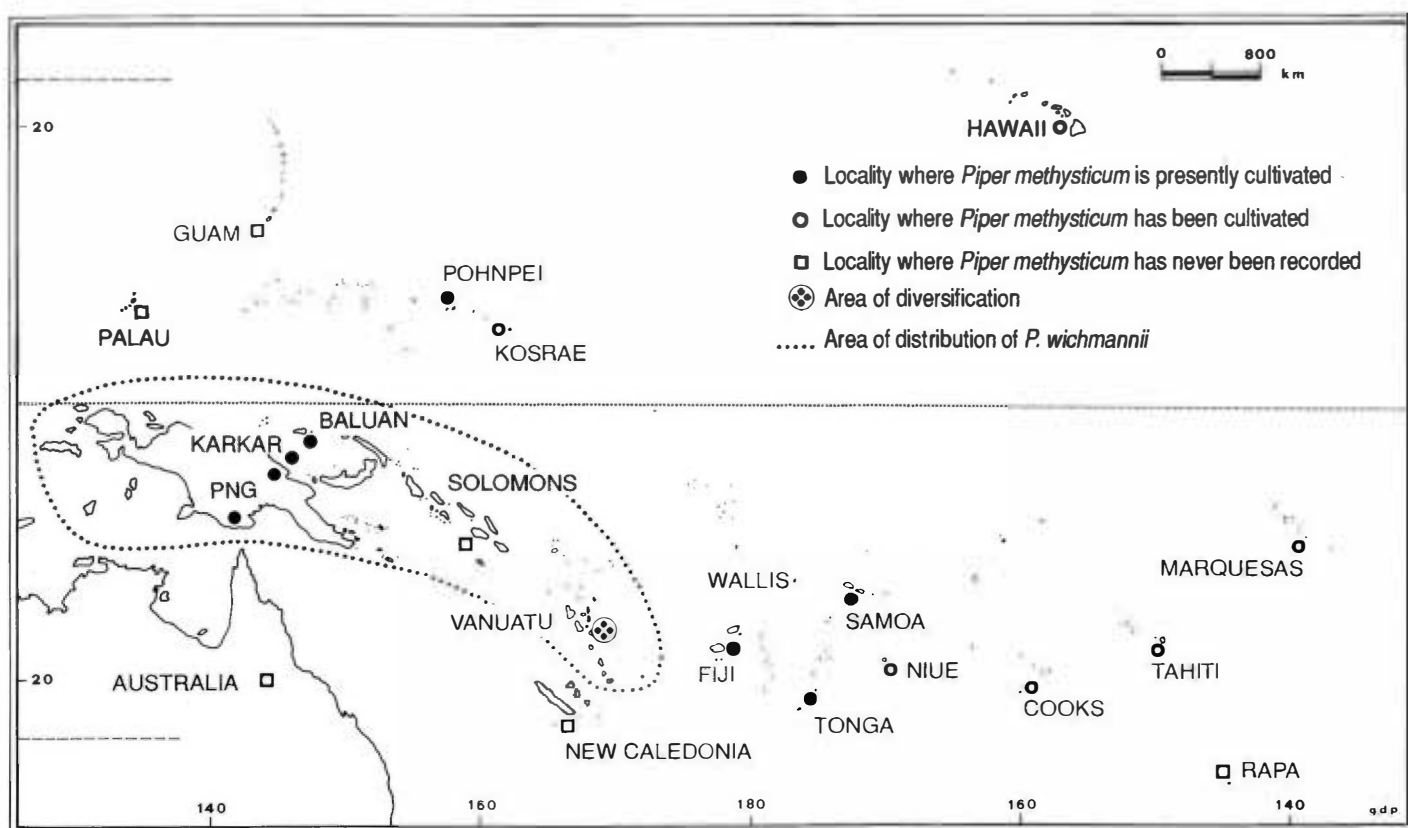 0 800
km
20
HAWAII
Locality where Piper methysticum is presently cultivated
Locality where Piper methysticum has been cultivated
Locality where Piper methysticum has never been recorded
Area of diversification
..... Area of distribution of P. wichmannii
GUAM
POHNPEI
PALAU
KOSRAE
BALUAN
KARKAR
PNG
SOLOMONS
MARQUESAS
WALLIS
VANUATU
SAMOA
FIJI
NIUE
TAHITI
20
AUSTRALIA
TONGA
COOKS
NEW CALEDONIA
RAPA
140 160 180 160 140
gdp